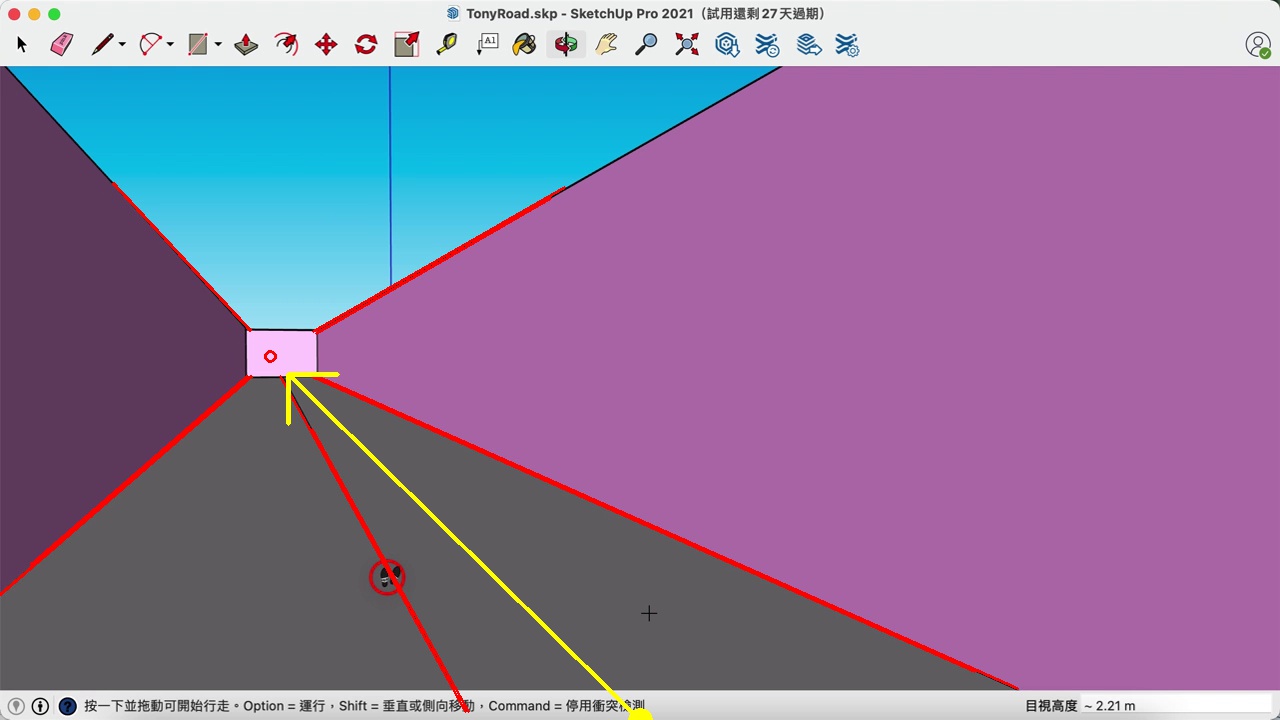 TonyRoad.skp - SketchUp Pro 2021（試用還剩 27 天過期）
A1
按一下並拖動可開始行走。Option = 運行，Shift = 垂直或側向移動，Command = 停用衝突檢測
目視高度 ~ 2.21 m